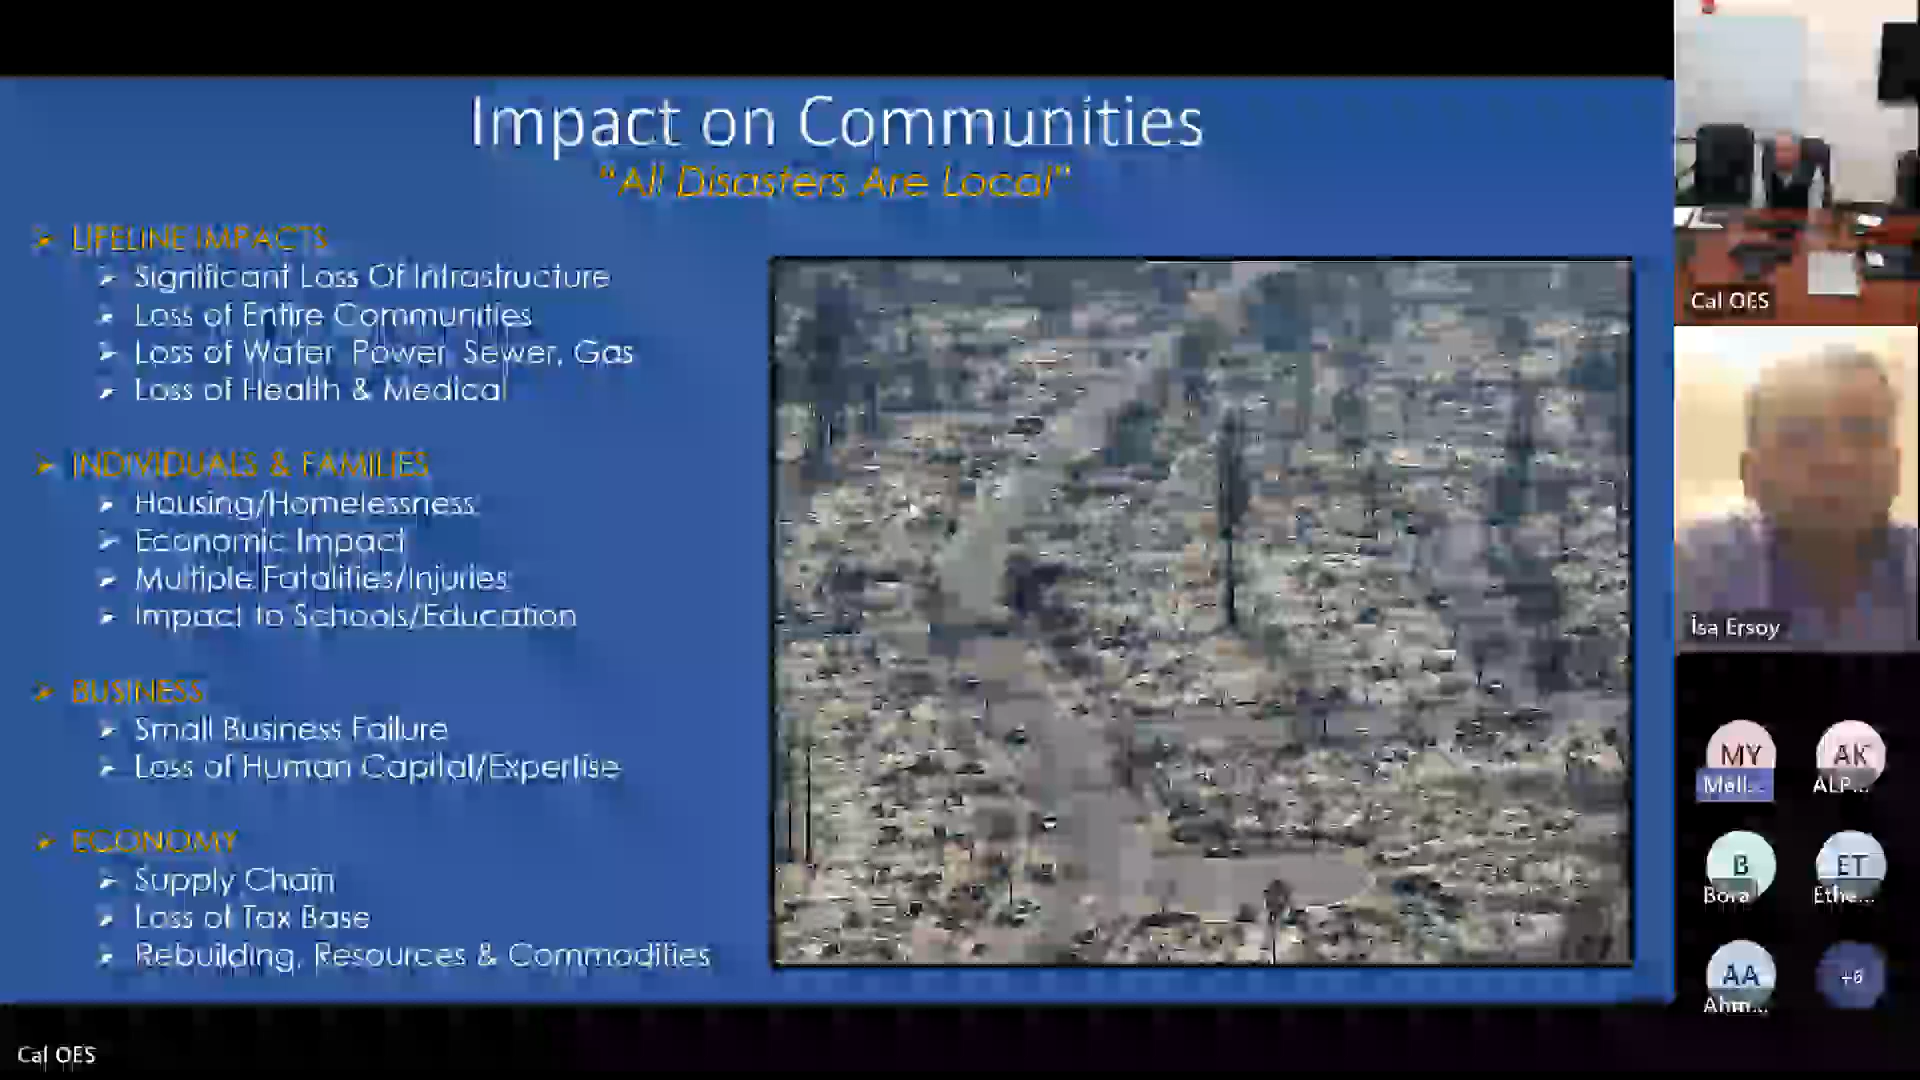 Impact on Communities
"All Disasters Are Local"
LIFELINE IMPACTS
Significant Loss Of Infrastructure
Loss of Entire Communities
Loss of Water, Power, Sewer, Gas
Loss of Health & Medical
INDIVIDUALS & FAMILIES
Housing/Homelessness
Economic Impact
Multiple Fatalities/Injuries
Impact to Schools/Education
BUSINESS
Small Business Failure
Loss of Human Capital/Expertise
ECONOMY
Supply Chain
Loss of Tax Base
Rebuilding, Resources & Commodities
Cal OES
Cal OES
İsa Ersoy
MY AK
Meli... ALP...
B ET
Bora Ethe...
AA +6
Ahm...